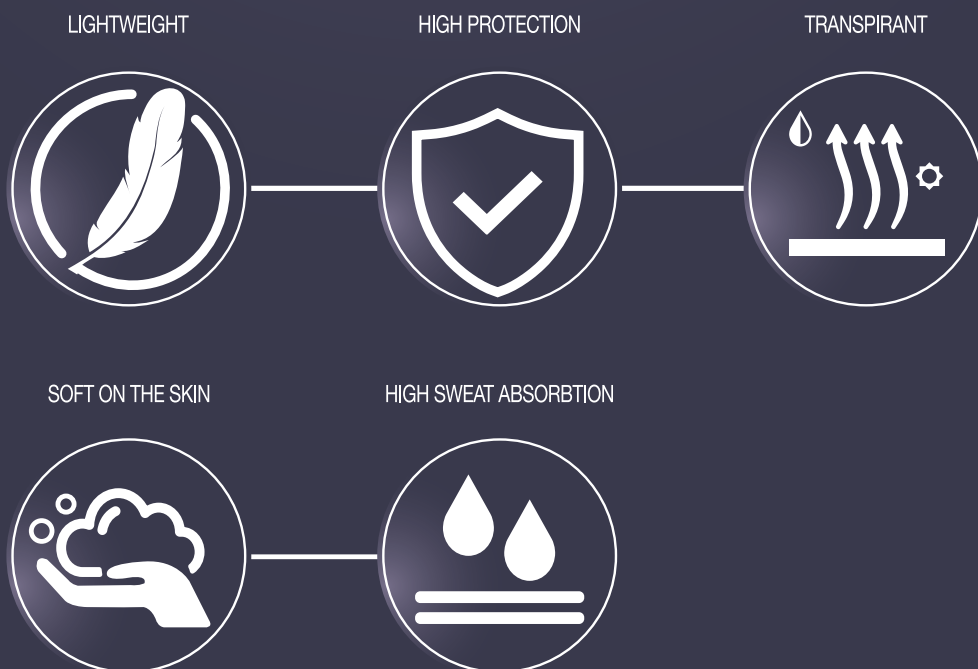 LIGHTWEIGHT
HIGH PROTECTION
TRANSPIRANT
SOFT ON THE SKIN
HIGH SWEAT ABSORBTION